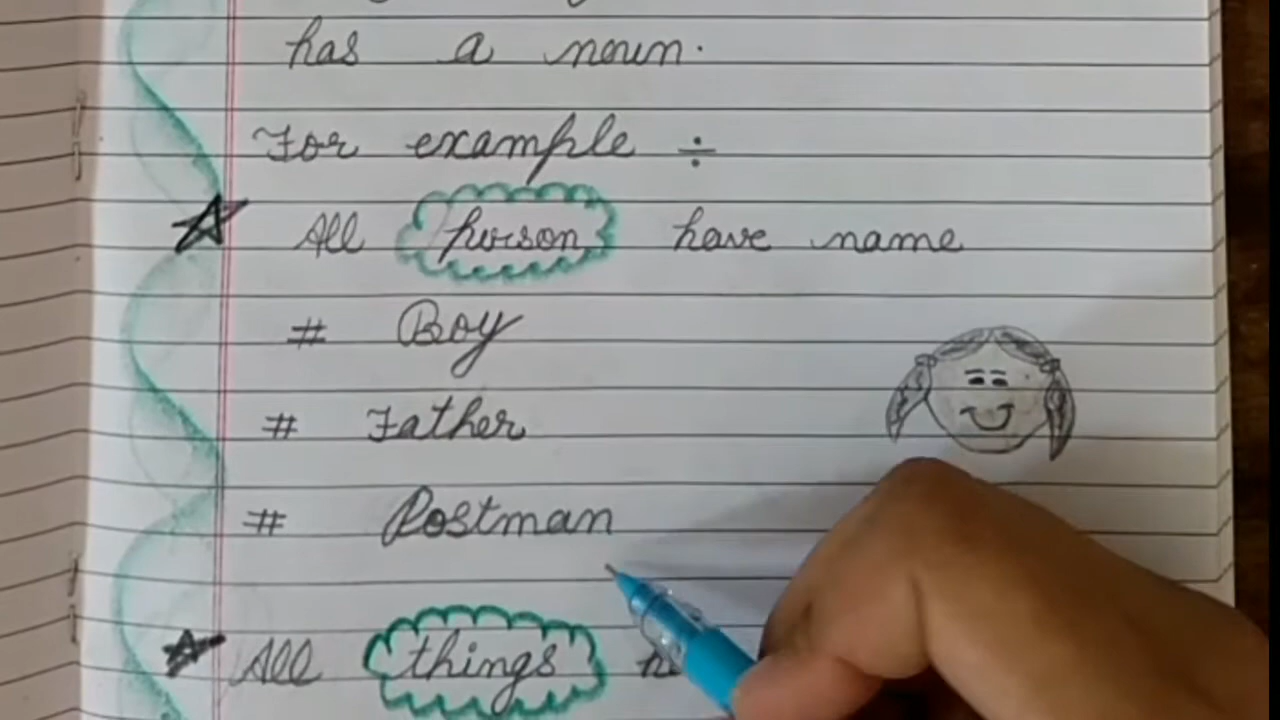 has a noun.
For example ÷
All person have name
# Boy
# Father
# Postman
All things